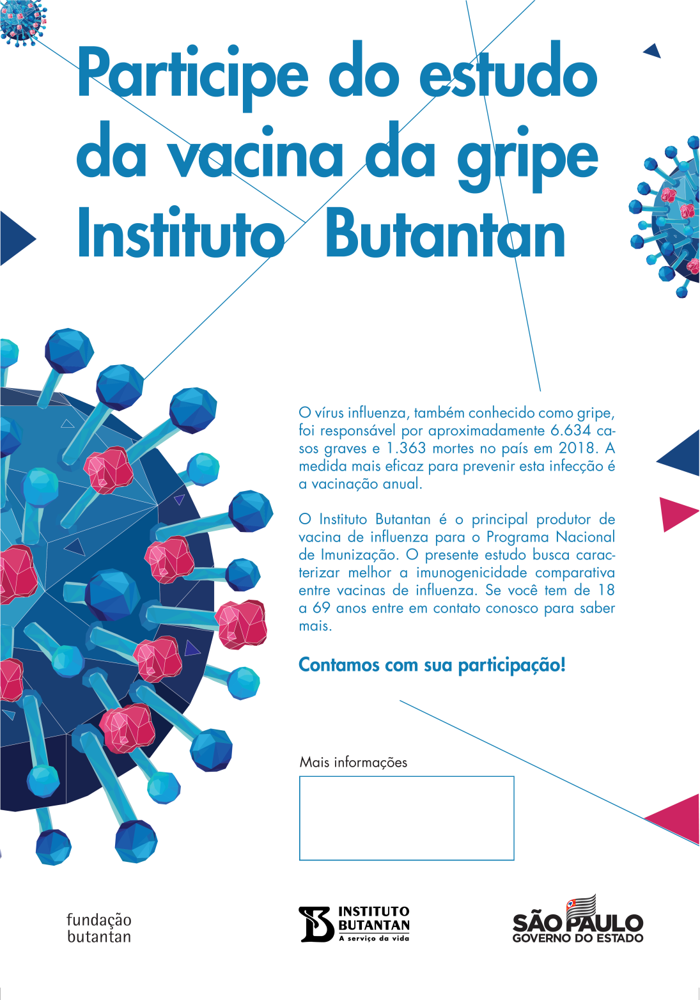 Participe do estudo
da vacina da gripe
Instituto Butantan
O vírus influenza, também conhecido como gripe,
foi responsável por aproximadamente 6.634 ca-
sos graves e 1.363 mortes no país em 2018. A
medida mais eficaz para prevenir esta infecção é
a vacinação anual.
O Instituto Butantan é o principal produtor de
vacina de influenza para o Programa Nacional
de Imunização. O presente estudo busca carac-
terizar melhor a imunogenicidade comparativa
entre vacinas de influenza. Se você tem de 18
a 69 anos entre em contato conosco para saber
mais.
Contamos com sua participação!
Mais informações
fundação
butantan
INSTITUTO
BUTANTAN
A serviço da vida
SÃO PAULO
GOVERNO DO ESTADO